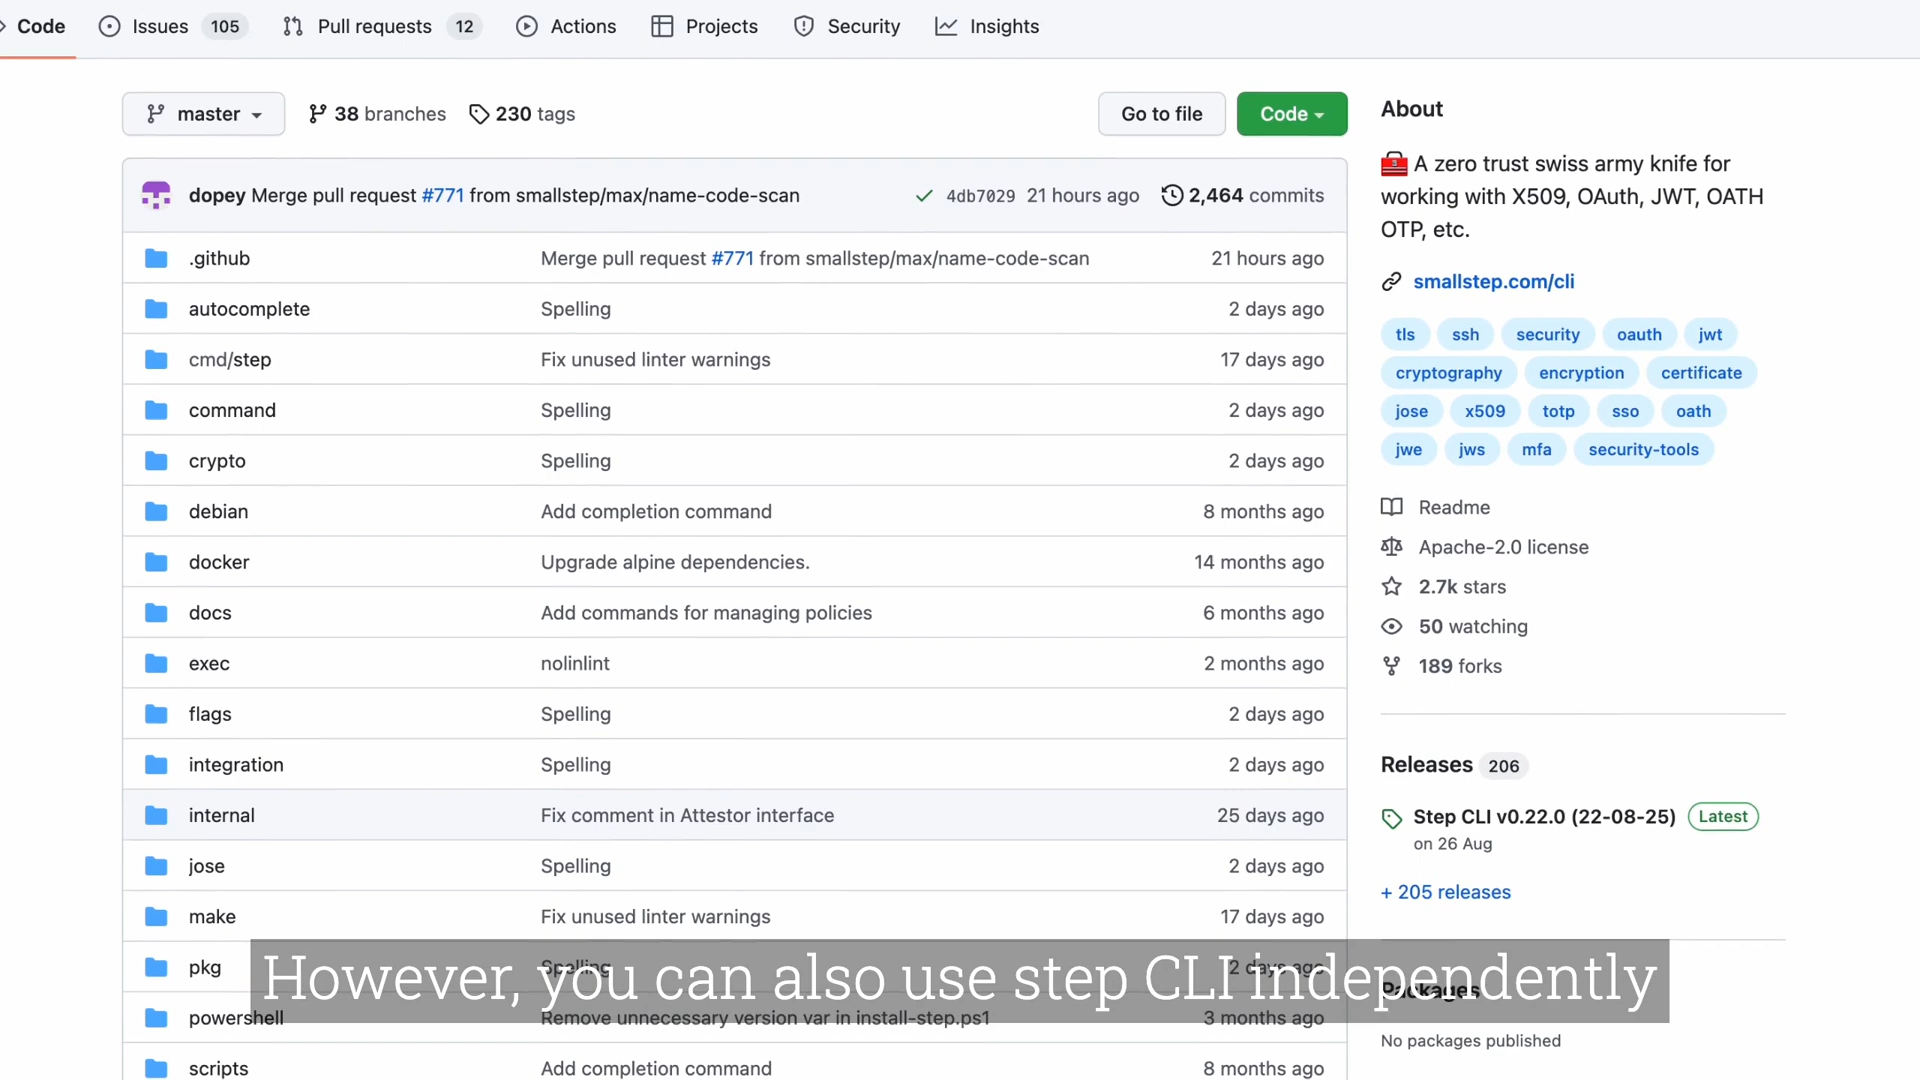 Code Issues 105 Pull requests 12 Actions Projects Security Insights
master 38 branches 230 tags Go to file Code
dopey Merge pull request #771 from smallstep/max/name-code-scan 4db7029 21 hours ago 2,464 commits
.github Merge pull request #771 from smallstep/max/name-code-scan 21 hours ago
autocomplete Spelling 2 days ago
cmd/step Fix unused linter warnings 17 days ago
command Spelling 2 days ago
crypto Spelling 2 days ago
debian Add completion command 8 months ago
docker Upgrade alpine dependencies. 14 months ago
docs Add commands for managing policies 6 months ago
exec nolinlint 2 months ago
flags Spelling 2 days ago
integration Spelling 2 days ago
internal Fix comment in Attestor interface 25 days ago
jose Spelling 2 days ago
make Fix unused linter warnings 17 days ago
pkg Spelling 2 days ago
powershell Remove unnecessary version var in install-step.ps1 3 months ago
scripts Add completion command 8 months ago
About
A zero trust swiss army knife for
working with X509, OAuth, JWT, OATH
OTP, etc.
smallstep.com/cli
tls ssh security oauth jwt
cryptography encryption certificate
jose x509 totp sso oath
jwe jws mfa security-tools
Readme
Apache-2.0 license
2.7k stars
50 watching
189 forks
Releases 206
Step CLI v0.22.0 (22-08-25) Latest
on 26 Aug
+ 205 releases
Packages
No packages published
However, you can also use step CLI independently